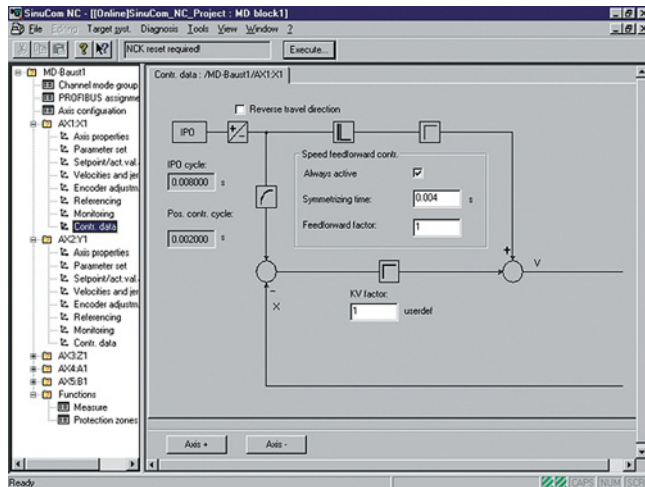 SinuCom NC - [[Online]SinuCom_NC_Project : MD block1]
File Editing Target syst. Diagnosis Tools View Window ?
NCK reset required!
Execute...
MD-Baust1
Channel mode group
PROFIBUS assignme
Axis configuration
AX1:X1
Axis properties
Parameter set
Setpoint/act.val.
Velocities and jer
Encoder adjustm
Referencing
Monitoring
Contr. data
AX2:Y1
Axis properties
Parameter set
Setpoint/act.val.
Velocities and jer
Encoder adjustm
Referencing
Monitoring
Contr. data
AX3:Z1
AX4:A1
AX5:B1
Functions
Measure
Protection zones
Contr. data : /MD-Baust1/AX1:X1
Reverse travel direction
IPO
+/-
IPO cycle:
0.008000 s
Pos. contr. cycle:
0.002000 s
Speed feedforward contr.
Always active
Symmetrizing time: 0.004 s
Feedforward factor: 1
+
V
-
X
KV factor:
1 userdef
Axis +
Axis -
Ready
CAPS NUM SCR